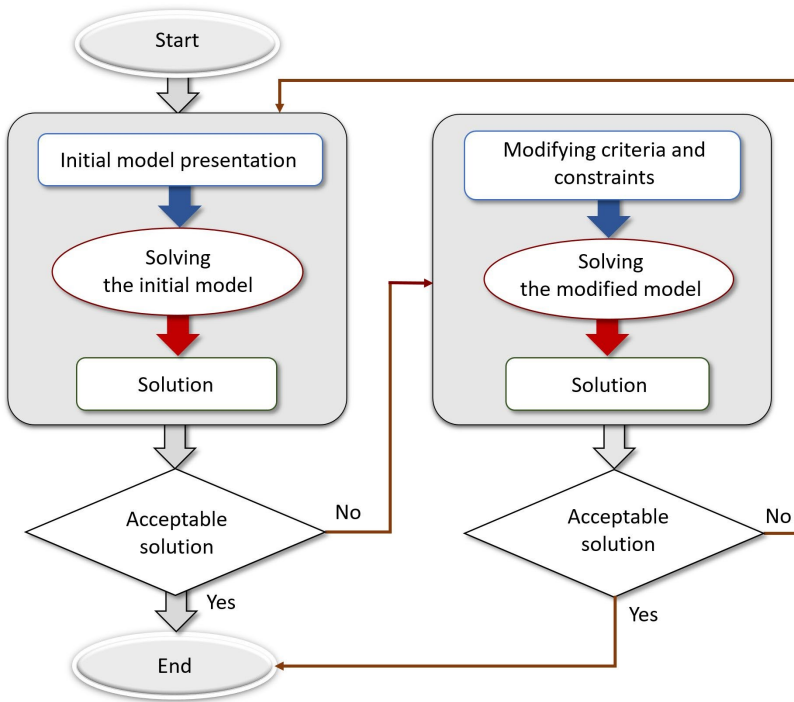 Start
Initial model presentation
Solving
the initial model
Solution
Acceptable
solution
No
Yes
End
Modifying criteria and
constraints
Solving
the modified model
Solution
Acceptable
solution
No
Yes